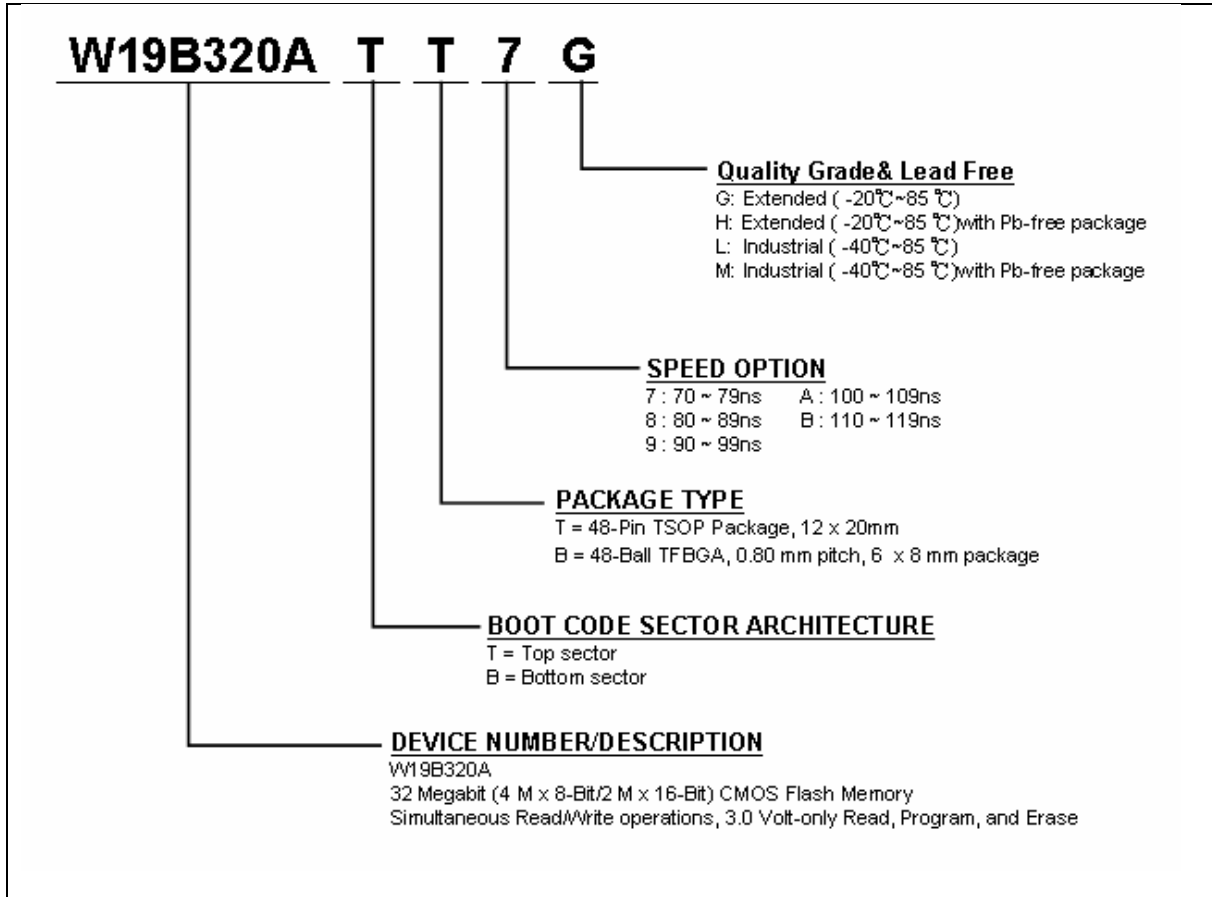 W19B320A T T 7 G
Quality Grade& Lead Free
G: Extended ( -20℃~85 ℃)
H: Extended ( -20℃~85 ℃)with Pb-free package
L: Industrial ( -40℃~85 ℃)
M: Industrial ( -40℃~85 ℃)with Pb-free package
SPEED OPTION
7 : 70 ~ 79ns A : 100 ~ 109ns
8 : 80 ~ 89ns B : 110 ~ 119ns
9 : 90 ~ 99ns
PACKAGE TYPE
T = 48-Pin TSOP Package, 12 x 20mm
B = 48-Ball TFBGA, 0.80 mm pitch, 6 x 8 mm package
BOOT CODE SECTOR ARCHITECTURE
T = Top sector
B = Bottom sector
DEVICE NUMBER/DESCRIPTION
W19B320A
32 Megabit (4 M x 8-Bit/2 M x 16-Bit) CMOS Flash Memory
Simultaneous Read/Write operations, 3.0 Volt-only Read, Program, and Erase